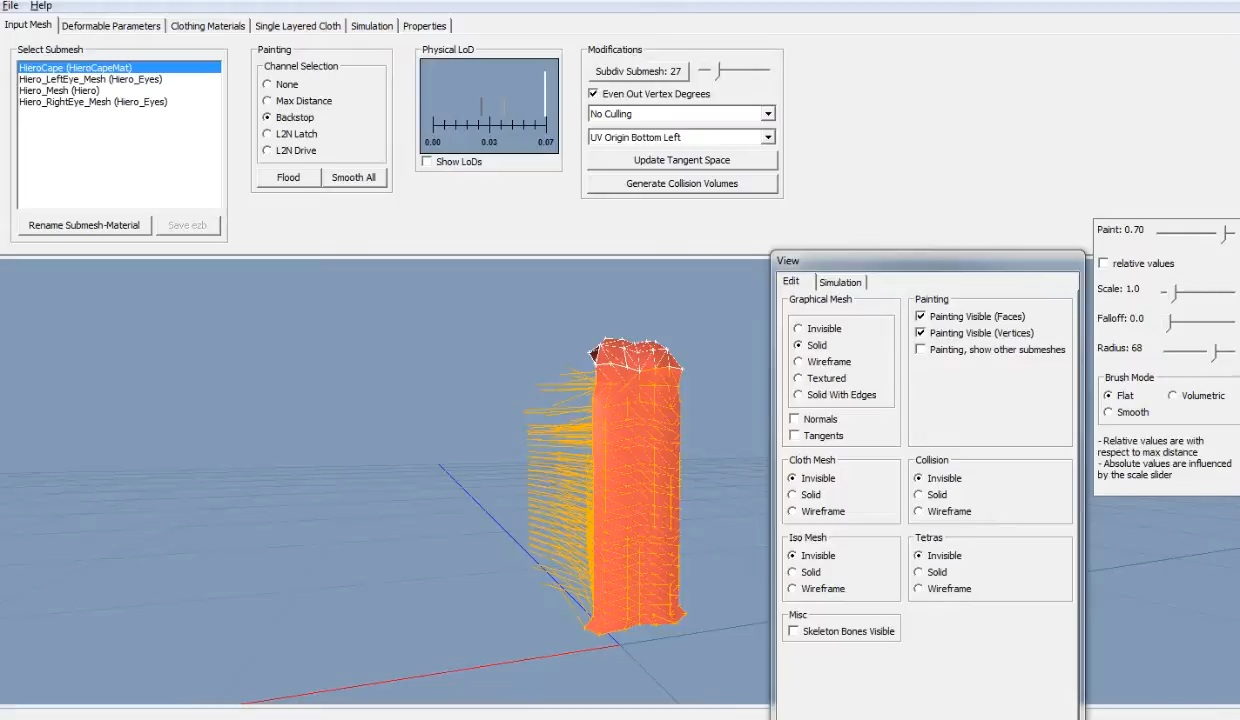 File Help
Input Mesh Deformable Parameters Clothing Materials Single Layered Cloth Simulation Properties
Select Submesh
HieroCape (HieroCapeMat)
Hiero_LeftEye_Mesh (Hiero_Eyes)
Hiero_Mesh (Hiero)
Hiero_RightEye_Mesh (Hiero_Eyes)
Rename Submesh-Material Save ezb
Painting
Channel Selection
None
Max Distance
Backstop
L2N Latch
L2N Drive
Flood Smooth All
Physical LoD
0.00 0.03 0.07
Show LoDs
Modifications
Subdiv Submesh: 27
Even Out Vertex Degrees
No Culling
UV Origin Bottom Left
Update Tangent Space
Generate Collision Volumes
View
Edit Simulation
Graphical Mesh
Invisible
Solid
Wireframe
Textured
Solid With Edges
Normals
Tangents
Painting
Painting Visible (Faces)
Painting Visible (Vertices)
Painting, show other submeshes
Cloth Mesh
Invisible
Solid
Wireframe
Collision
Invisible
Solid
Wireframe
Iso Mesh
Invisible
Solid
Wireframe
Tetras
Invisible
Solid
Wireframe
Misc
Skeleton Bones Visible
Paint: 0.70
relative values
Scale: 1.0
Falloff: 0.0
Radius: 68
Brush Mode
Flat Volumetric
Smooth
- Relative values are with
respect to max distance
- Absolute values are influenced
by the scale slider